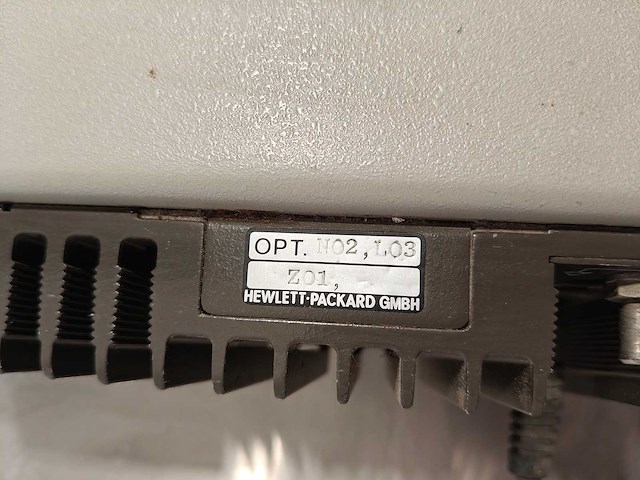 OPT. N02, L03
Z01,
HEWLETT·PACKARD GMBH